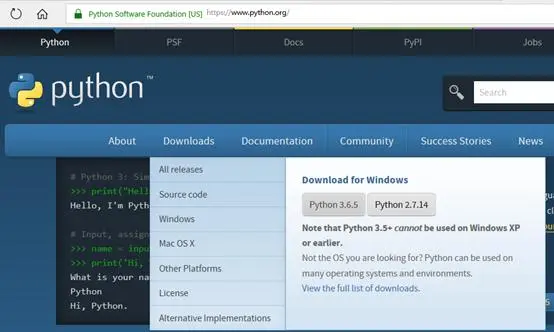 Python Software Foundation [US] https://www.python.org/
Python PSF Docs PyPI Jobs
python™
Search
About Downloads Documentation Community Success Stories News
# Python 3: Sim
>>> print("Hell
Hello, I'm Pyth
# Input, assign
>>> name = inpu
>>> print('Hi,
What is your na
Python
Hi, Python.
All releases
Source code
Windows
Mac OS X
Other Platforms
License
Alternative Implementations
Download for Windows
Python 3.6.5 Python 2.7.14
Note that Python 3.5+ cannot be used on Windows XP
or earlier.
Not the OS you are looking for? Python can be used on
many operating systems and environments.
View the full list of downloads.